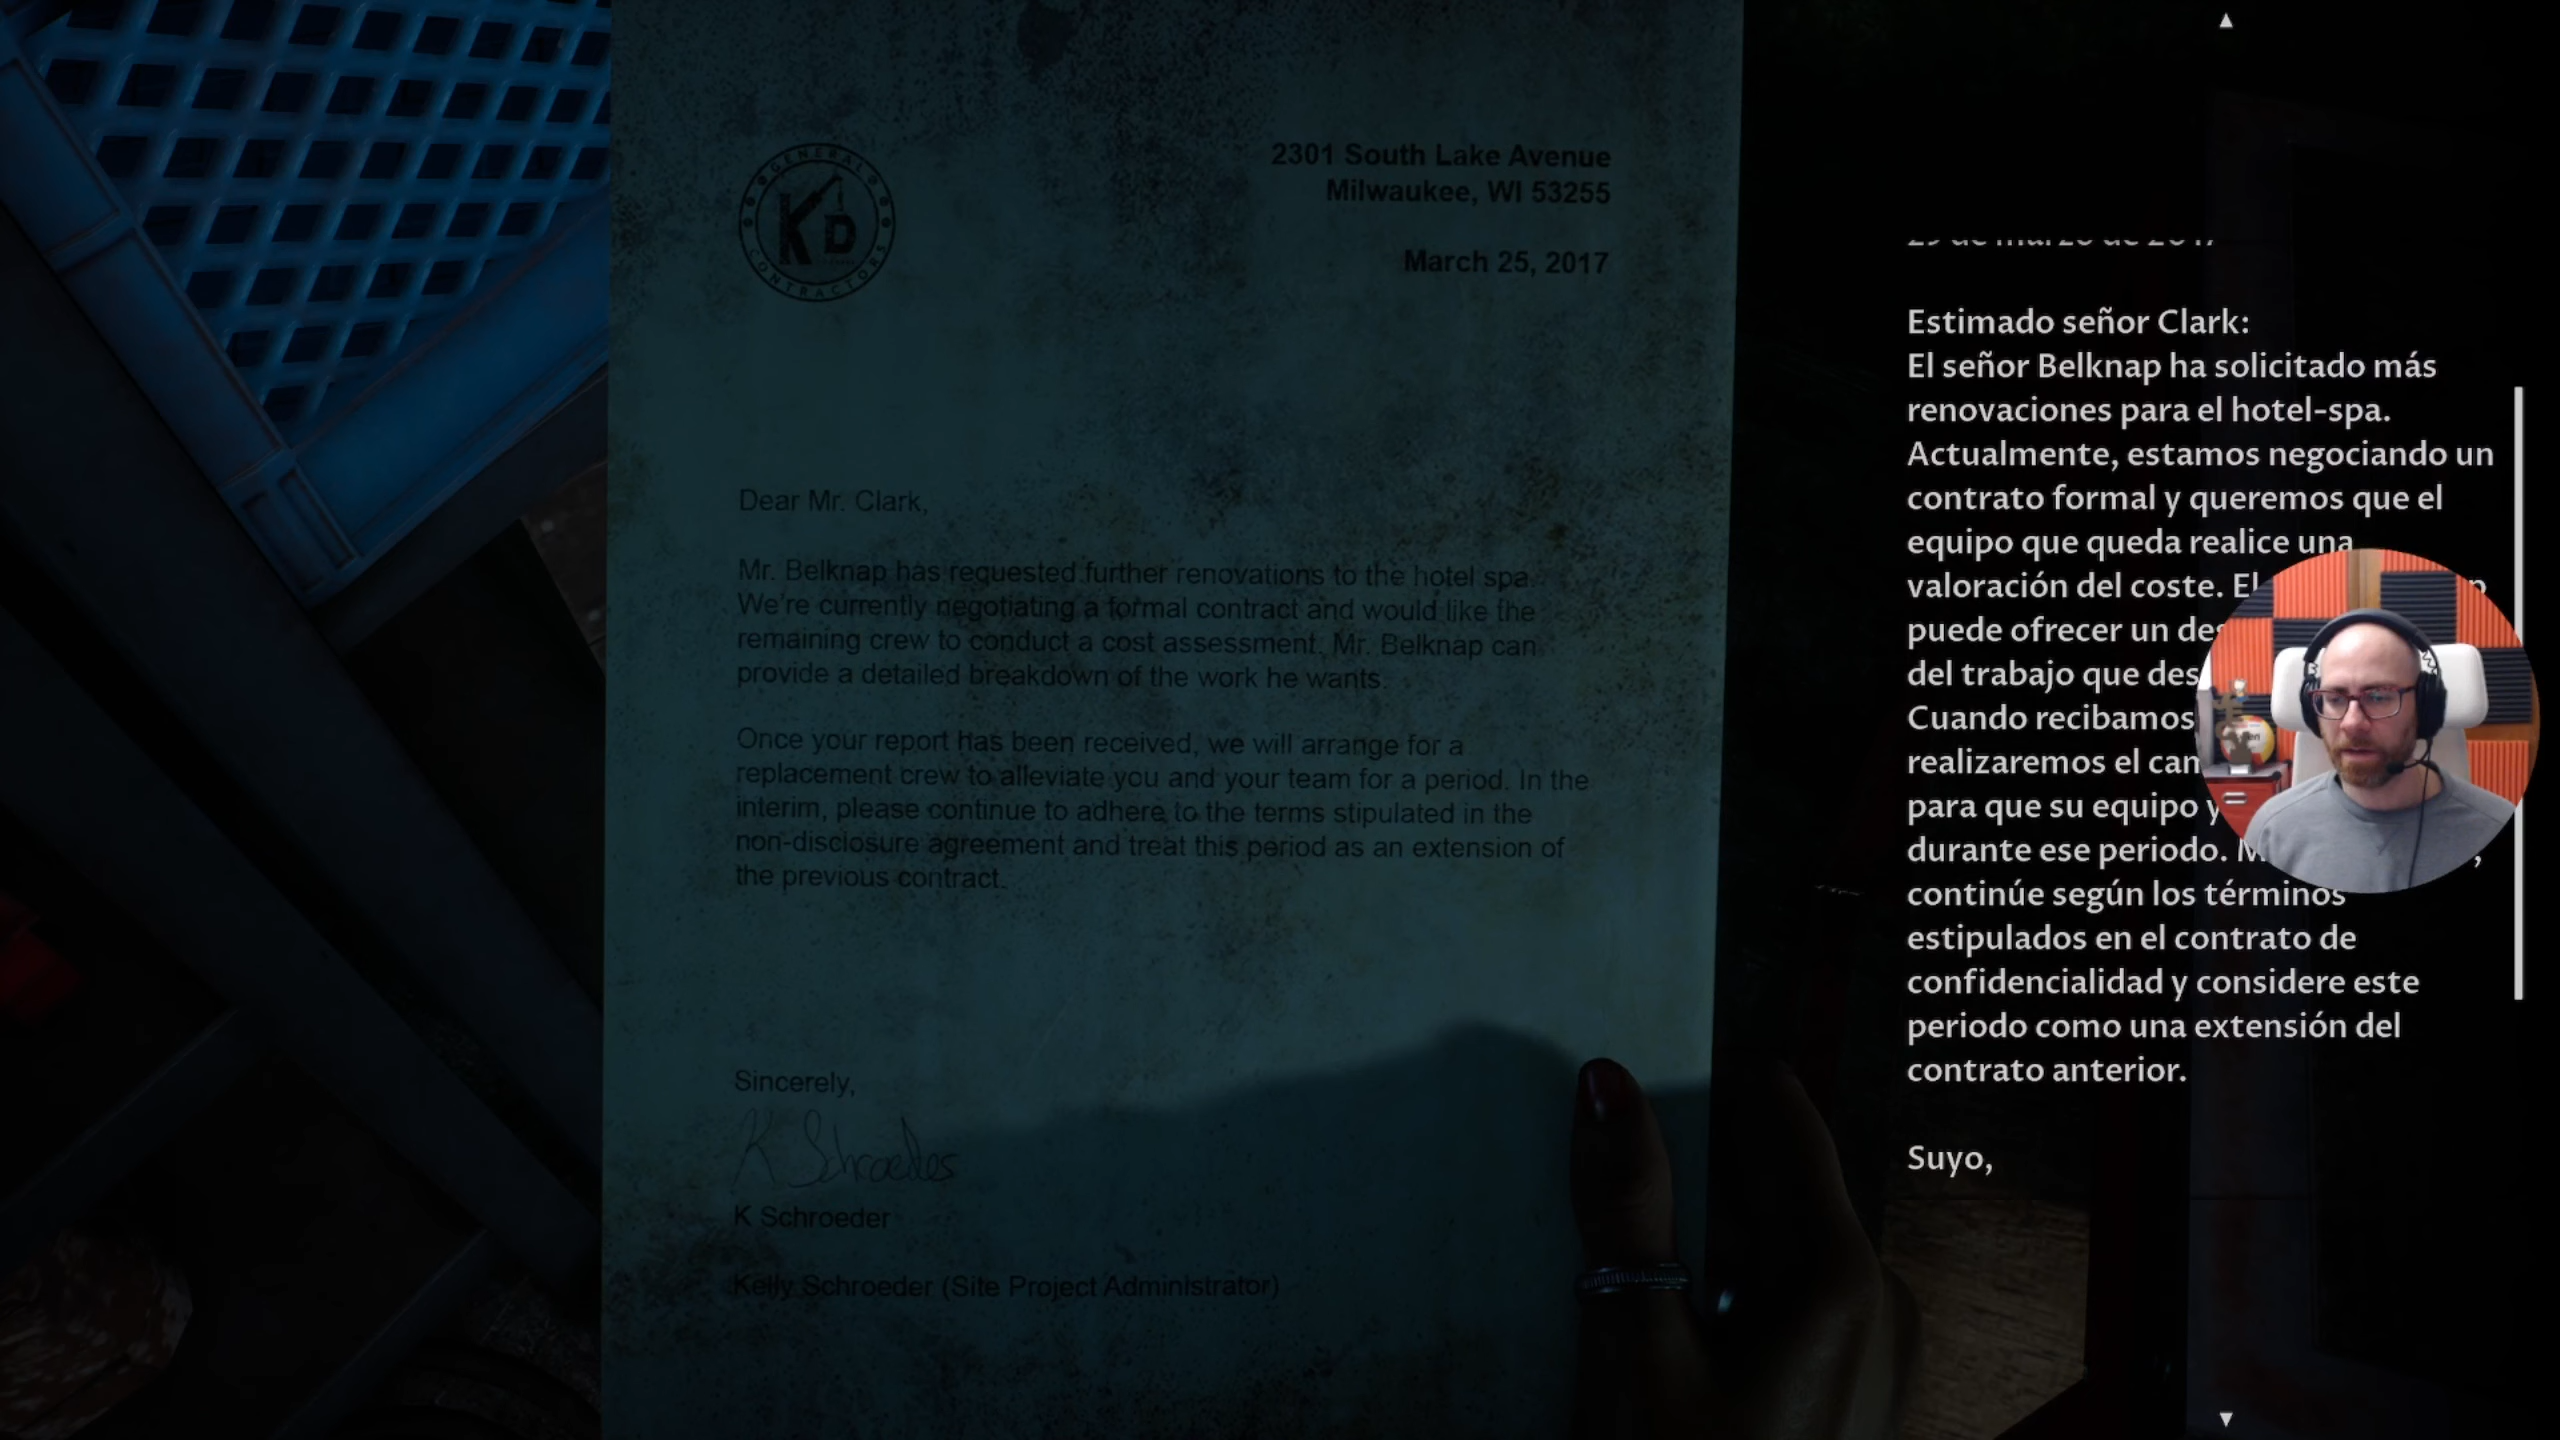 GENERAL
KD
CONTRACTORS
2301 South Lake Avenue
Milwaukee, WI 53255
March 25, 2017
Dear Mr. Clark,
Mr. Belknap has requested further renovations to the hotel spa.
We're currently negotiating a formal contract and would like the
remaining crew to conduct a cost assessment. Mr. Belknap can
provide a detailed breakdown of the work he wants.
Once your report has been received, we will arrange for a
replacement crew to alleviate you and your team for a period. In the
interim, please continue to adhere to the terms stipulated in the
non-disclosure agreement and treat this period as an extension of
the previous contract.
Sincerely,
K Schroeder
K Schroeder
Kelly Schroeder (Site Project Administrator)
de marzo de 2017
Estimado señor Clark:
El señor Belknap ha solicitado más
renovaciones para el hotel-spa.
Actualmente, estamos negociando un
contrato formal y queremos que el
equipo que queda realice una
valoración del coste. El
puede ofrecer un
del trabajo que
Cuando recibamos
realizaremos el
para que su equipo y
durante ese periodo.
continúe según los términos
estipulados en el contrato de
confidencialidad y considere este
periodo como una extensión del
contrato anterior.
Suyo,